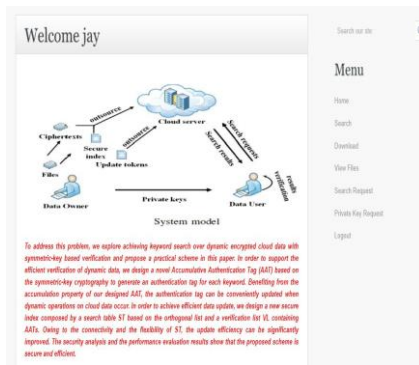 Welcome jay
Search our site
Menu
Home
Search
Download
View Files
Search Request
Private Key Request
Logout
outsource
Cloud server
Ciphertexts
outsource
Secure
index
Update tokens
Search requests
Search results
Files
results
verification
Private keys
Data Owner
Data User
System model
To address this problem, we explore achieving keyword search over dynamic encrypted cloud data with
symmetric-key based verification and propose a practical scheme in this paper. In order to support the
efficient verification of dynamic data, we design a novel Accumulative Authentication Tag (AAT) based on
the symmetric-key cryptography to generate an authentication tag for each keyword. Benefiting from the
accumulation property of our designed AAT, the authentication tag can be conveniently updated when
dynamic operations on cloud data occur. In order to achieve efficient data update, we design a new secure
index composed by a search table ST based on the orthogonal list and a verification list VL containing
AATs. Owing to the connectivity and the flexibility of ST, the update efficiency can be significantly
improved. The security analysis and the performance evaluation results show that the proposed scheme is
secure and efficient.